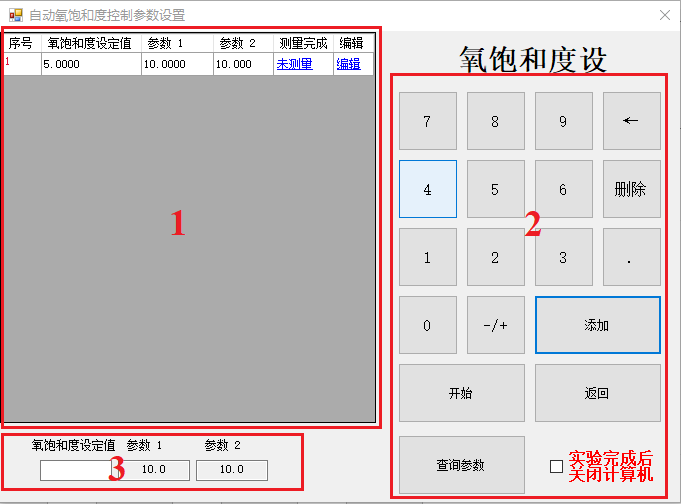 自动氧饱和度控制参数设置
序号 氧饱和度设定值 参数 1 参数 2 测量完成 编辑
1 5.0000 10.0000 10.000 未测量 编辑
1
氧饱和度设定值 参数 1 参数 2
3 10.0 10.0
氧饱和度设
7 8 9 ←
4 5 6 删除
2
1 2 3 .
0 -/+ 添加
开始 返回
查询参数
实验完成后
关闭计算机